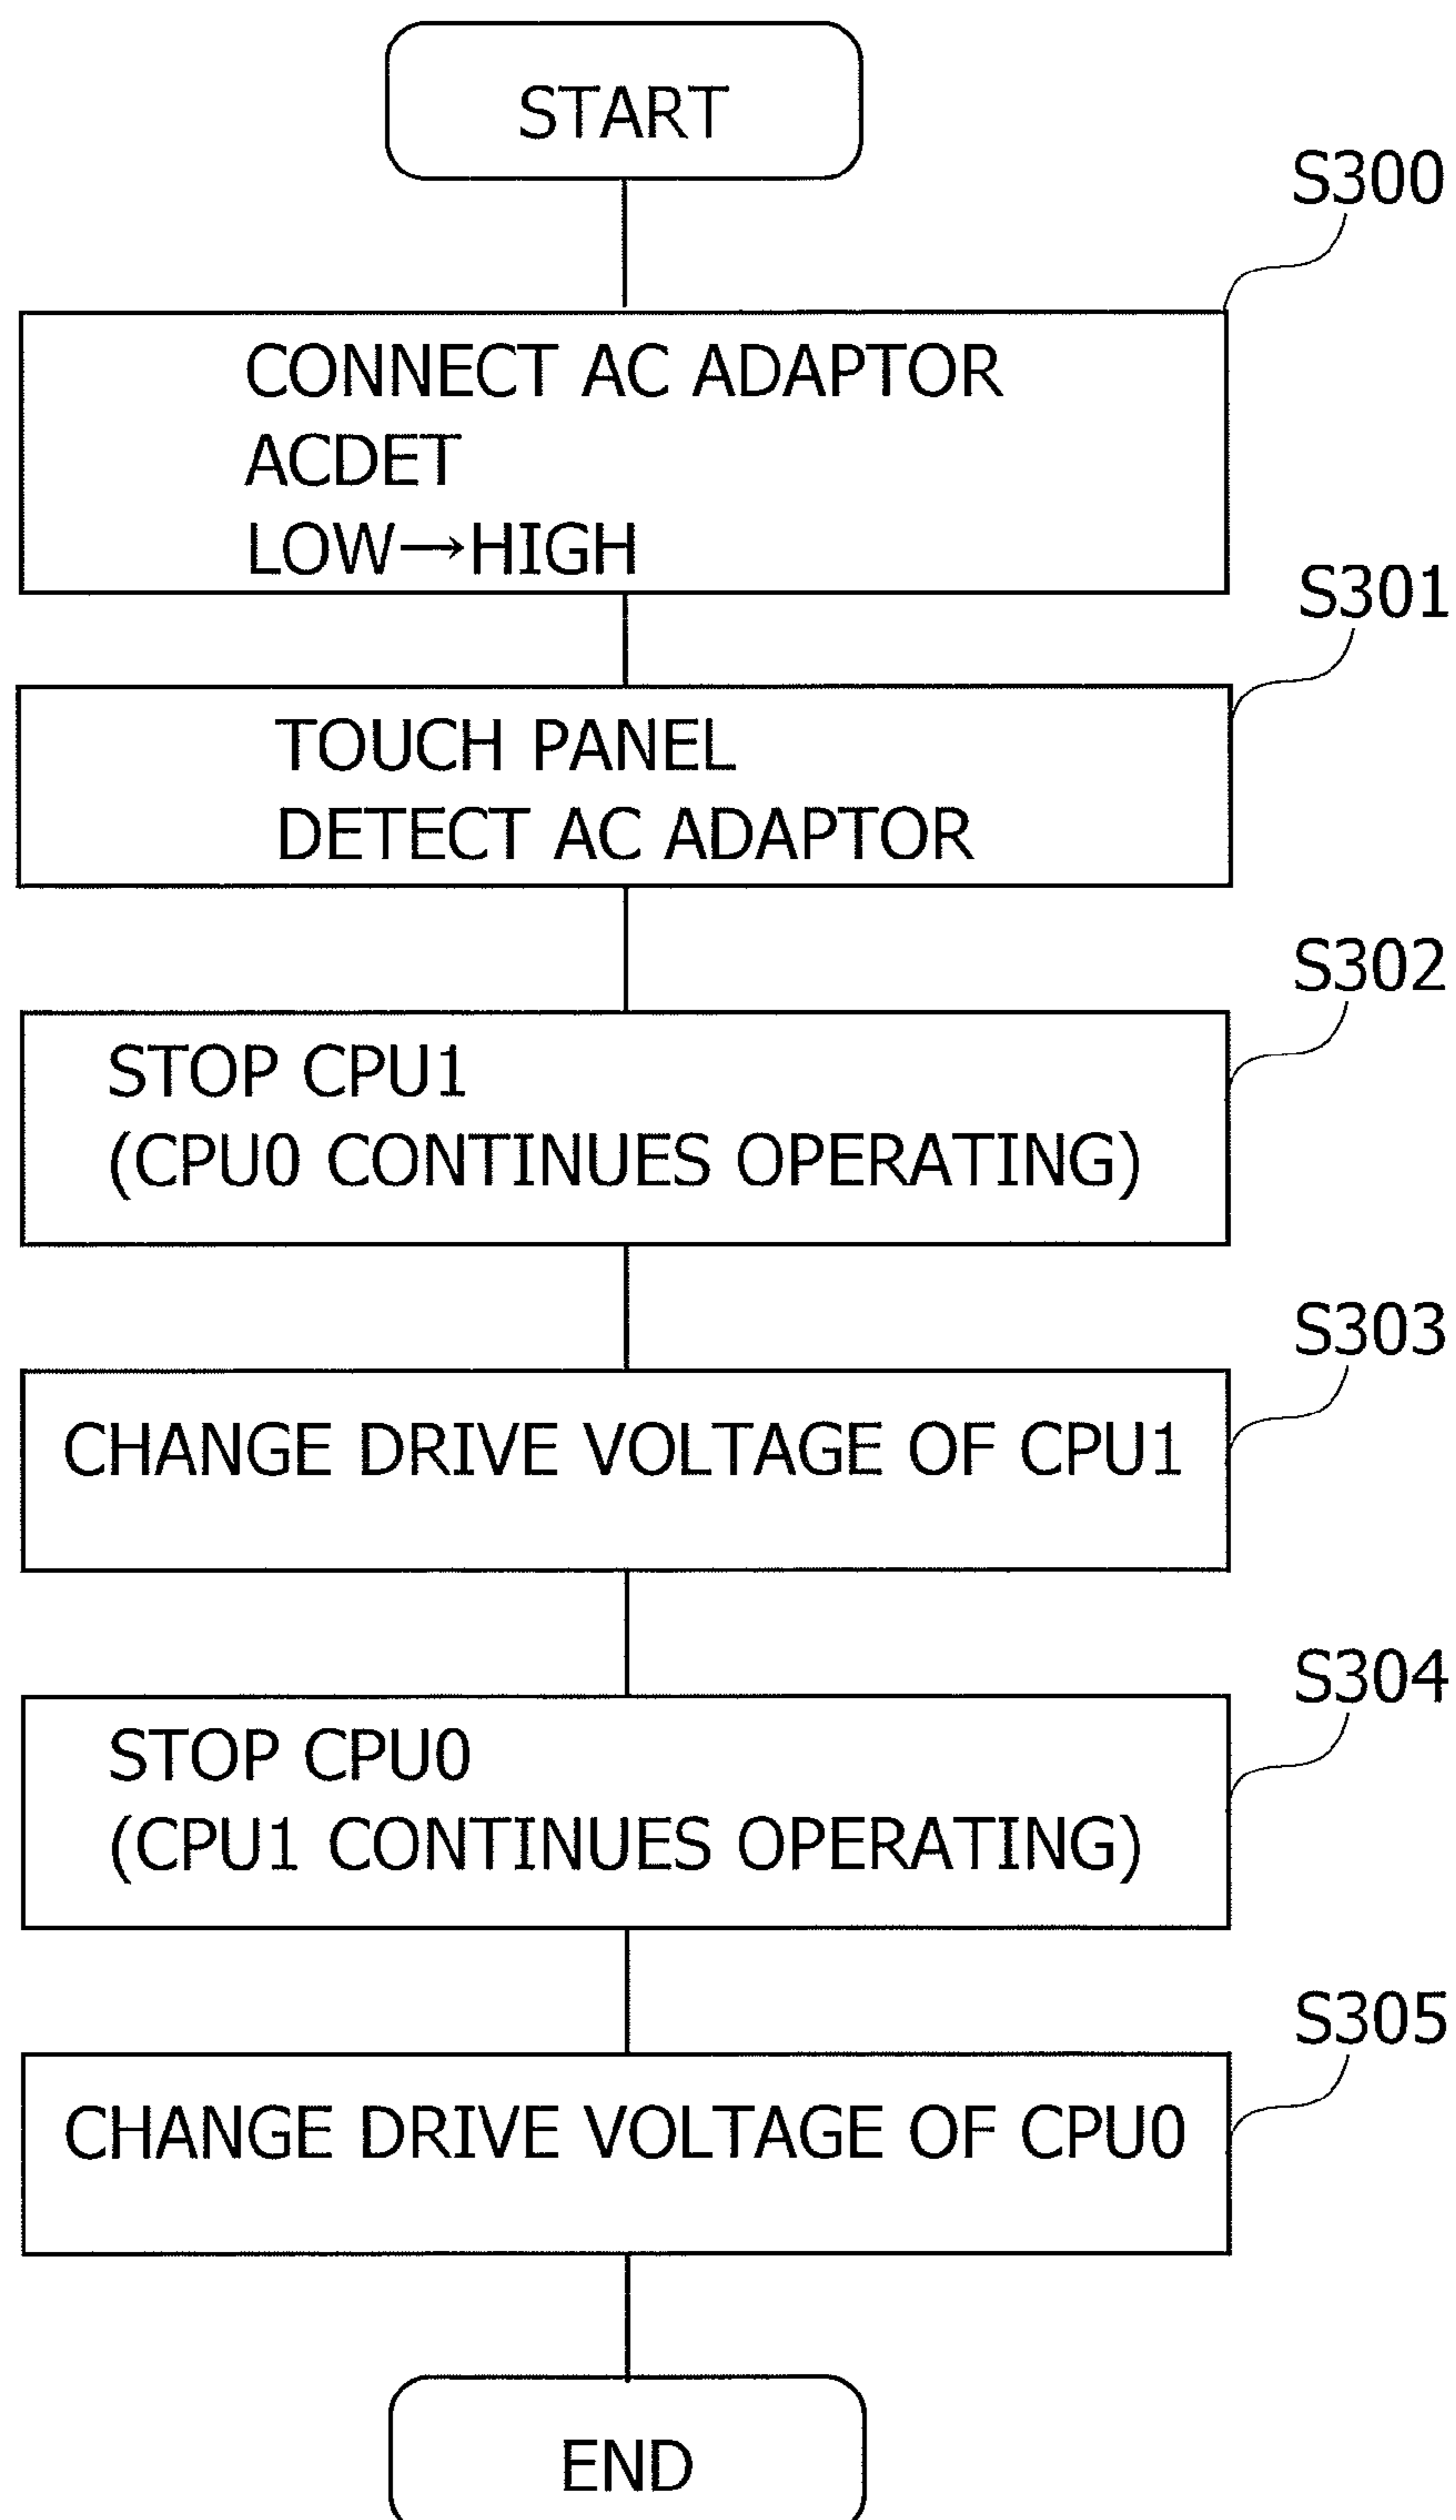 START
S300
CONNECT AC ADAPTOR
ACDET
LOW→HIGH
S301
TOUCH PANEL
DETECT AC ADAPTOR
S302
STOP CPU1
(CPU0 CONTINUES OPERATING)
S303
CHANGE DRIVE VOLTAGE OF CPU1
S304
STOP CPU0
(CPU1 CONTINUES OPERATING)
S305
CHANGE DRIVE VOLTAGE OF CPU0
END